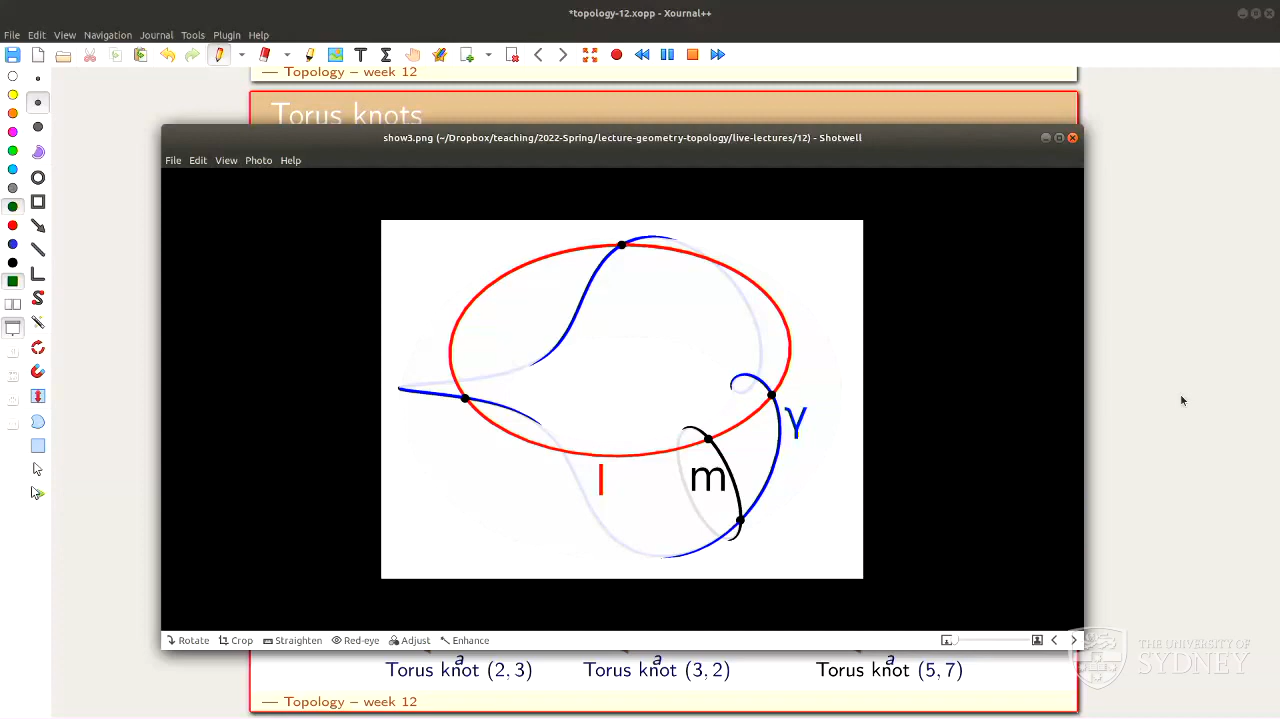 *topology-12.xopp - Xournal++
File Edit View Navigation Journal Tools Plugin Help
— Topology – week 12
Torus knots
show3.png (~/Dropbox/teaching/2022-Spring/lecture-geometry-topology/live-lectures/12) - Shotwell
File Edit View Photo Help
γ
l
m
Rotate Crop Straighten Red-eye Adjust Enhance
THE UNIVERSITY OF
SYDNEY
a a a
Torus knot (2, 3) Torus knot (3, 2) Torus knot (5, 7)
— Topology – week 12